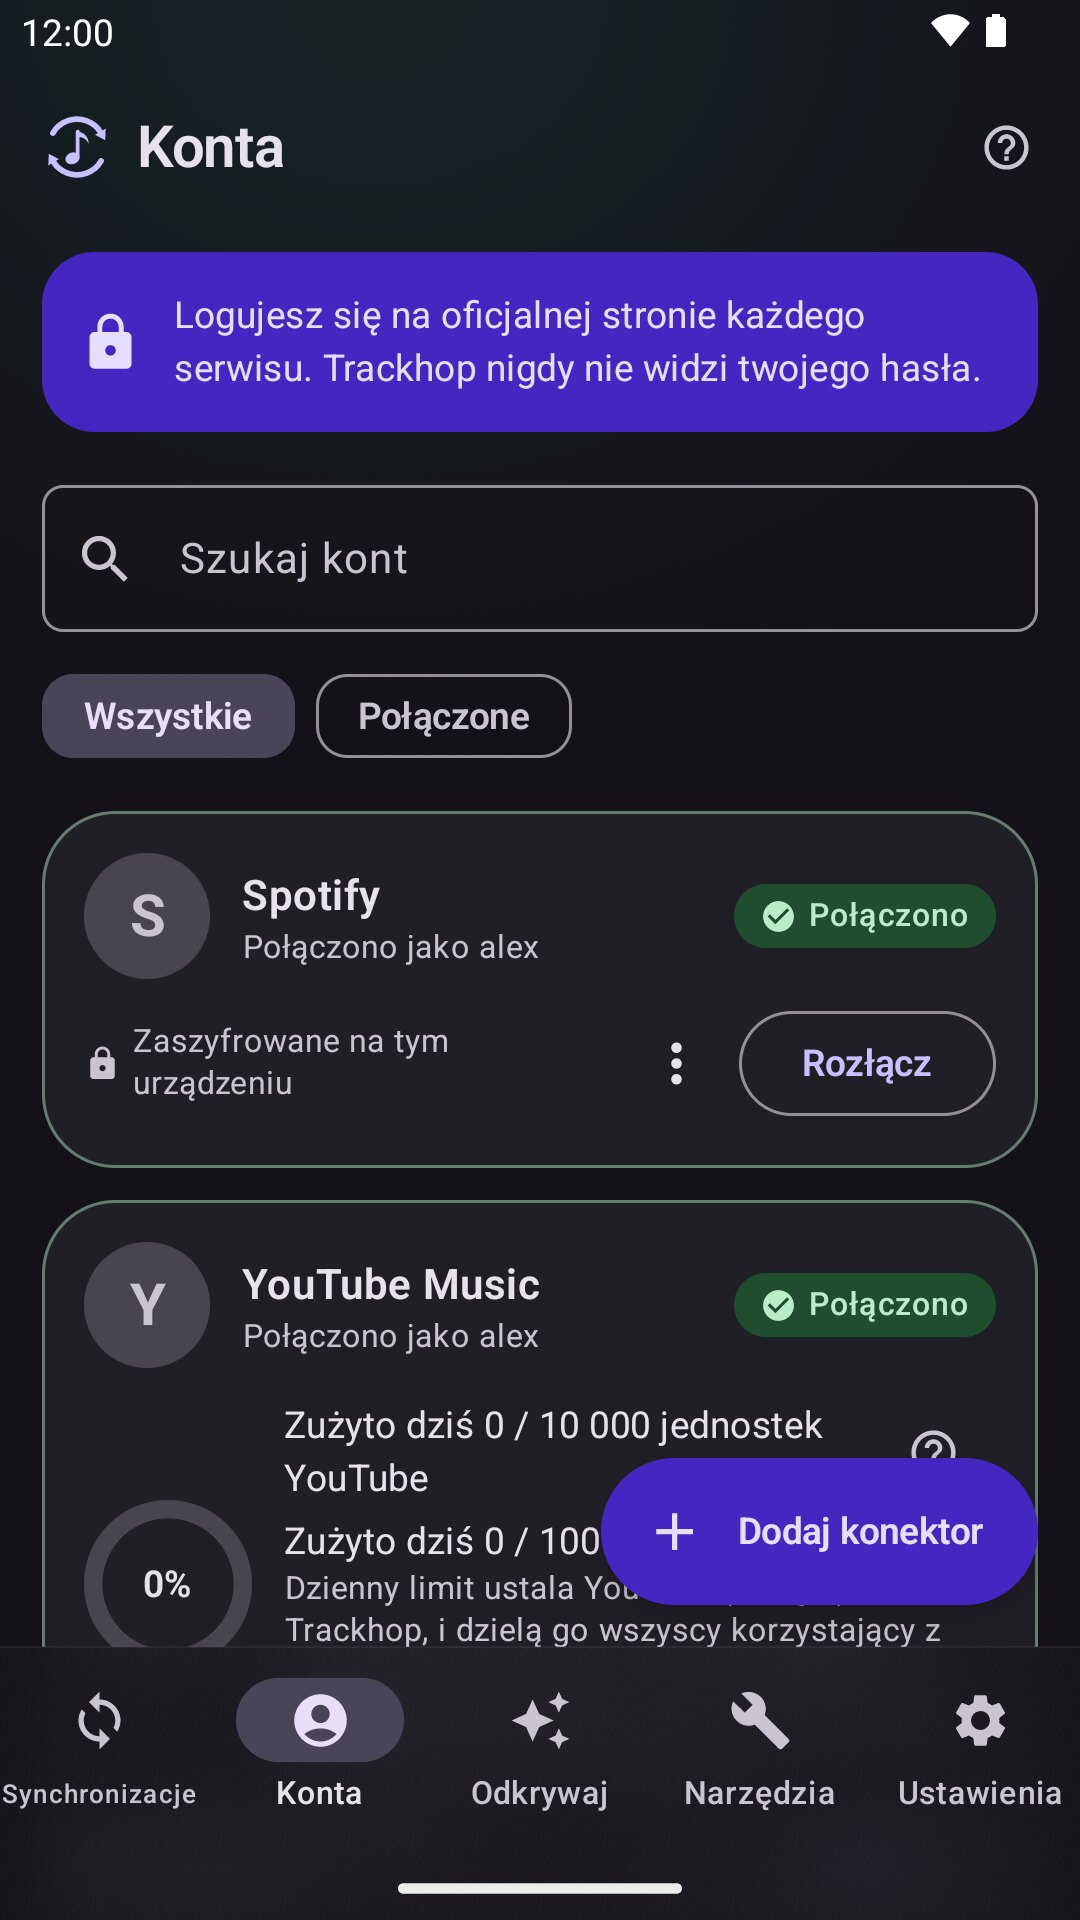 12:00
Konta
Logujesz się na oficjalnej stronie każdego
serwisu. Trackhop nigdy nie widzi twojego hasła.
Szukaj kont
Wszystkie
Połączone
S
Spotify
Połączono jako alex
Połączono
Zaszyfrowane na tym
urządzeniu
Rozłącz
Y
YouTube Music
Połączono jako alex
Połączono
Zużyto dziś 0 / 10 000 jednostek
YouTube
Zużyto dziś 0 / 100
0%
Dzienny limit ustala
Trackhop, i dzielą go wszyscy korzystający z
Dodaj konektor
Synchronizacje
Konta
Odkrywaj
Narzędzia
Ustawienia